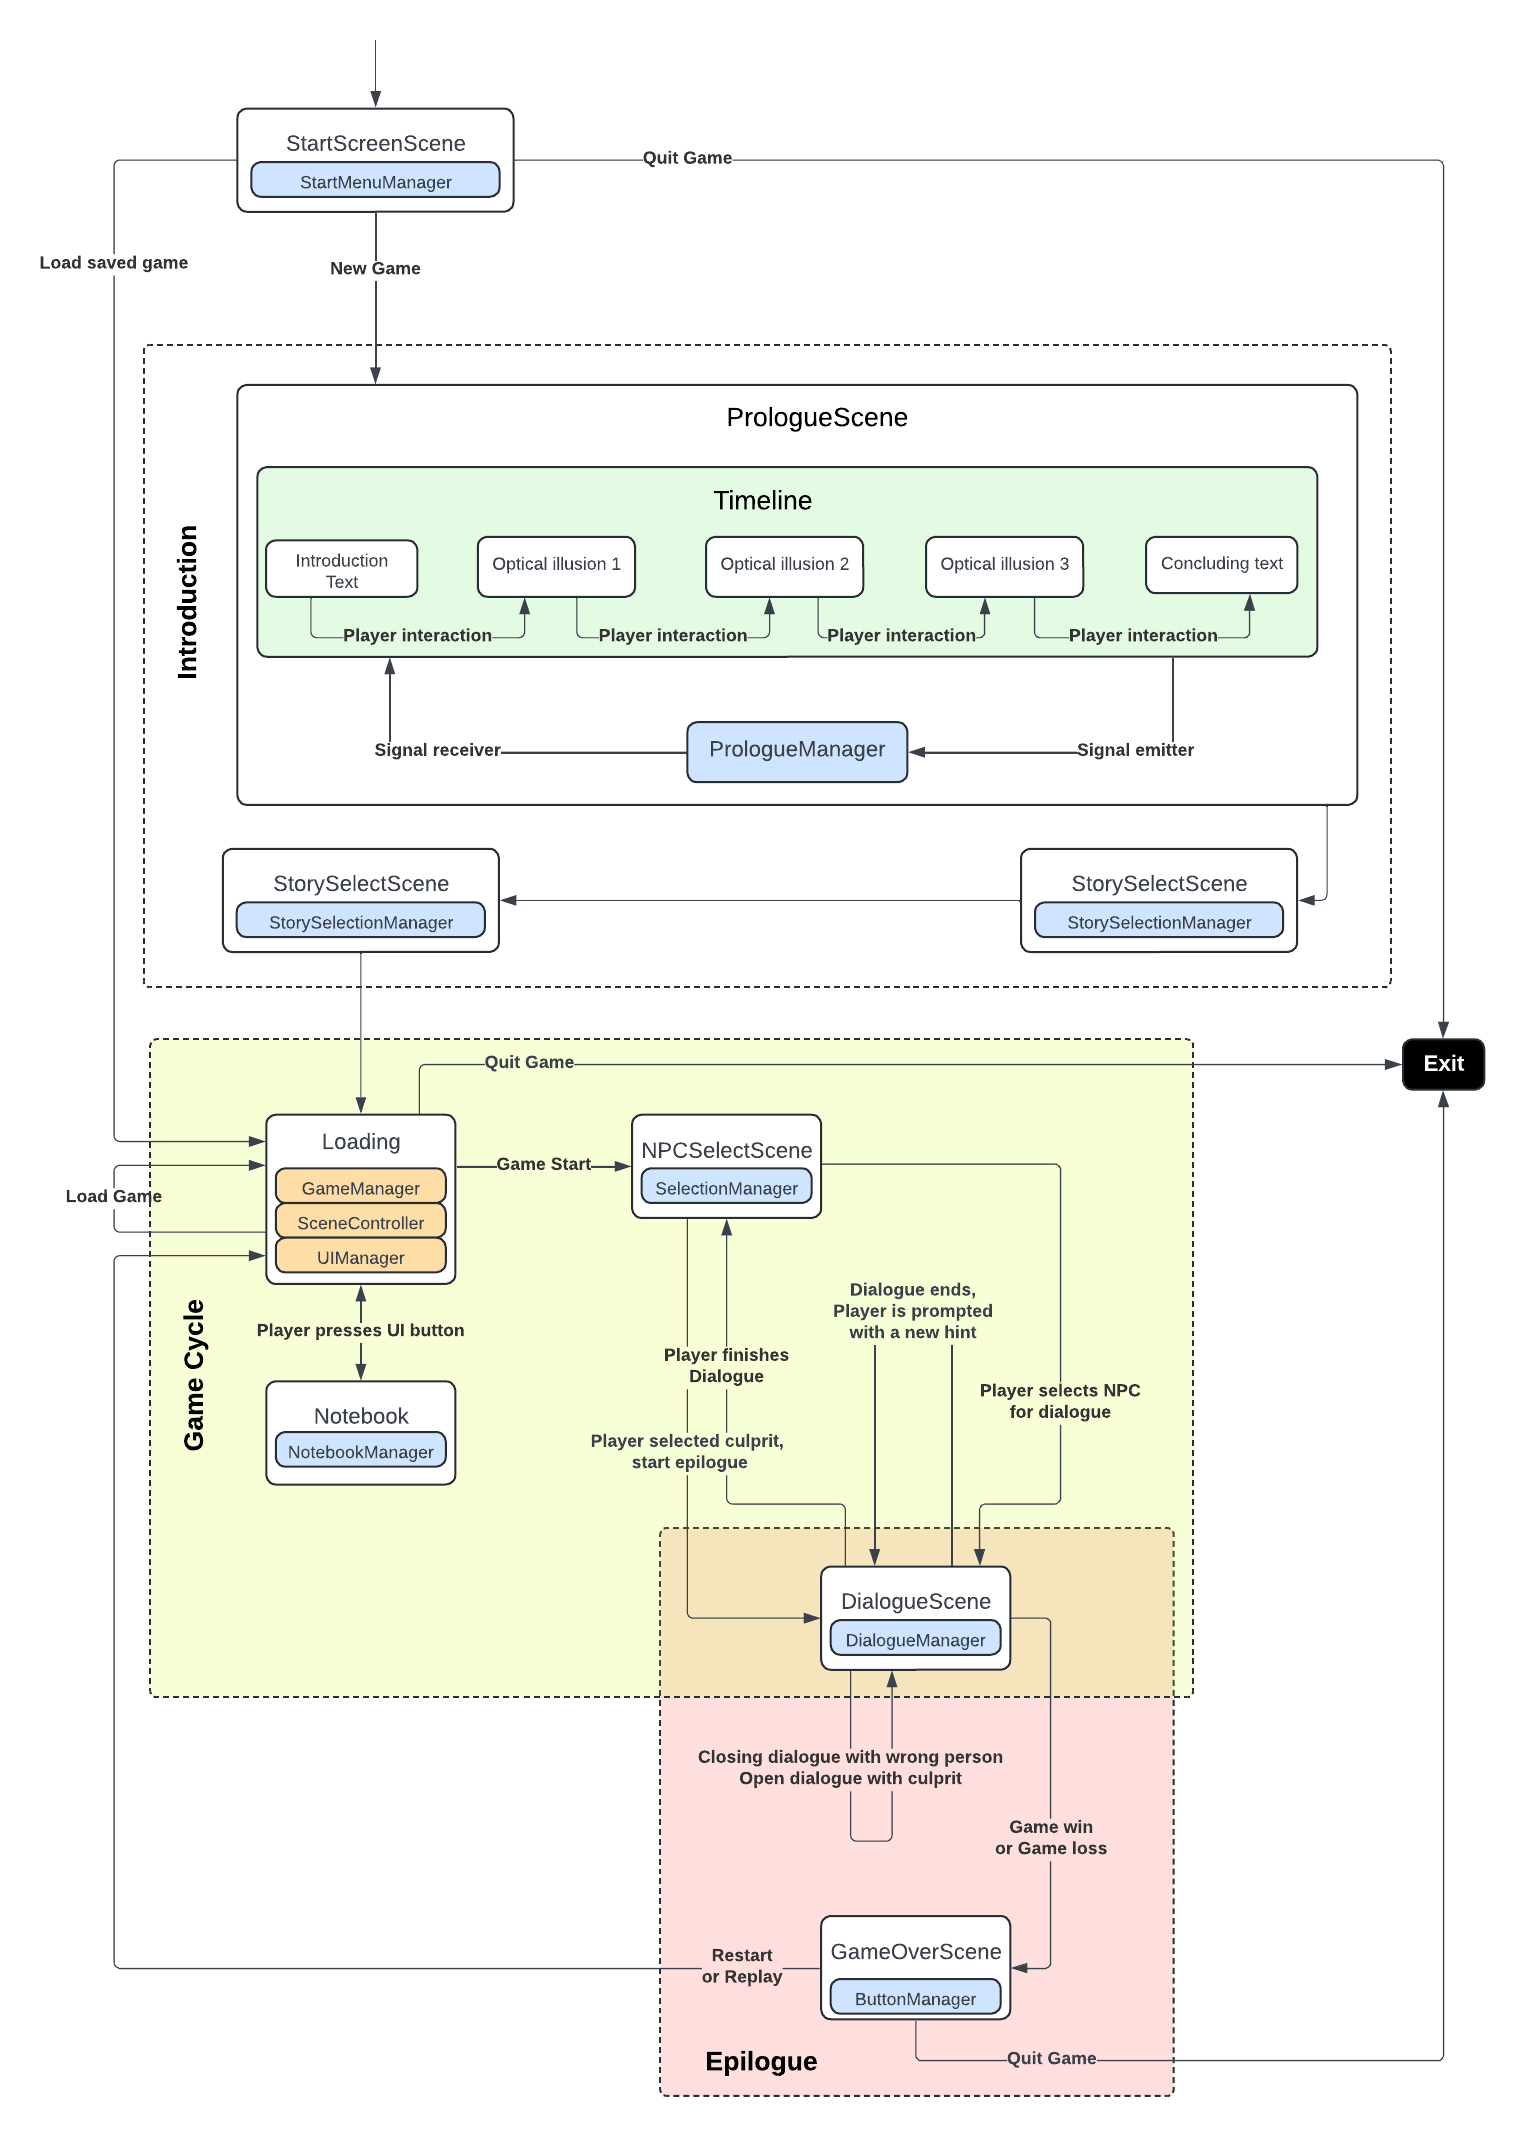 StartScreenScene
StartMenuManager
Quit Game
Load saved game
New Game
Introduction
PrologueScene
Timeline
Introduction
Text
Optical illusion 1
Optical illusion 2
Optical illusion 3
Concluding text
Player interaction
Player interaction
Player interaction
Player interaction
Signal receiver
PrologueManager
Signal emitter
StorySelectScene
StorySelectionManager
StorySelectScene
StorySelectionManager
Quit Game
Exit
Loading
GameManager
SceneController
UIManager
Load Game
Game Start
NPCSelectScene
SelectionManager
Game Cycle
Player presses UI button
Notebook
NotebookManager
Dialogue ends,
Player is prompted
with a new hint
Player finishes
Dialogue
Player selects NPC
for dialogue
Player selected culprit,
start epilogue
DialogueScene
DialogueManager
Closing dialogue with wrong person
Open dialogue with culprit
Game win
or Game loss
Restart
or Replay
GameOverScene
ButtonManager
Epilogue
Quit Game